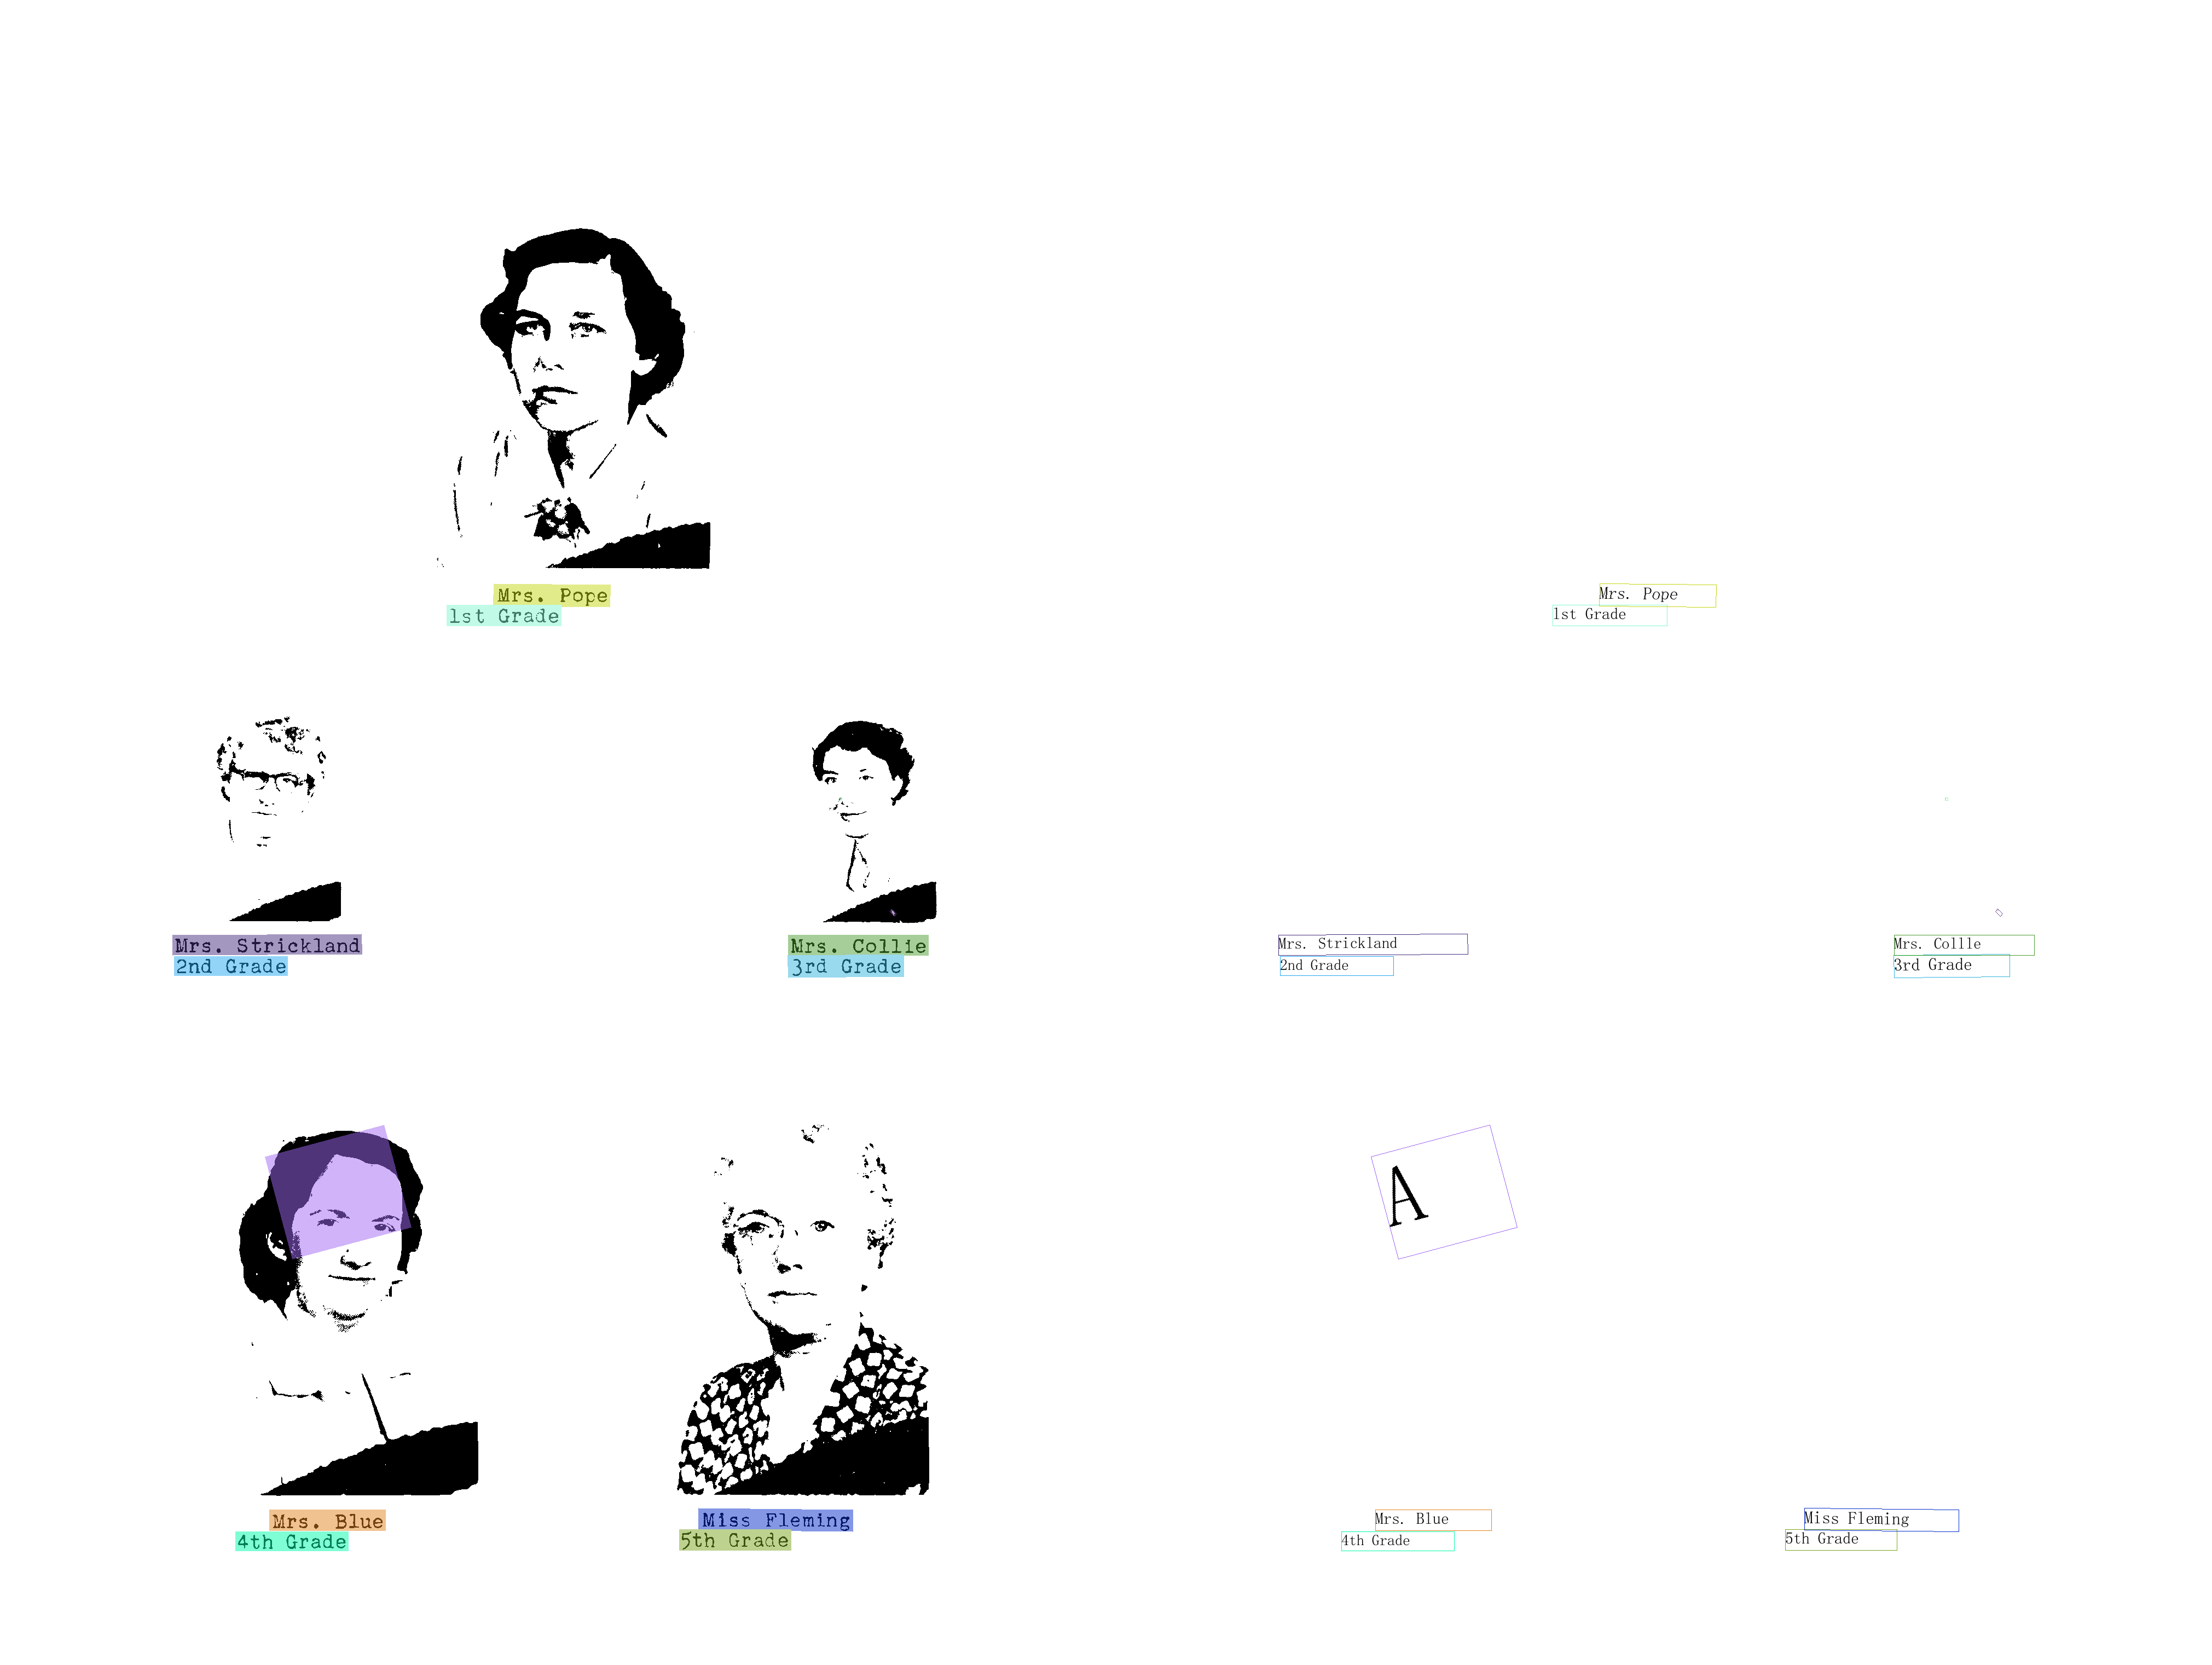 Mrs. Pope
1st Grade
Mrs. Strickland
2nd Grade
Mrs. Collie
3rd Grade
Mrs. Blue
4th Grade
Miss Fleming
5th Grade
Mrs. Pope
1st Grade
Mrs. Strickland
2nd Grade
Mrs. Collle
3rd Grade
A
Mrs. Blue
4th Grade
Miss Fleming
5th Grade